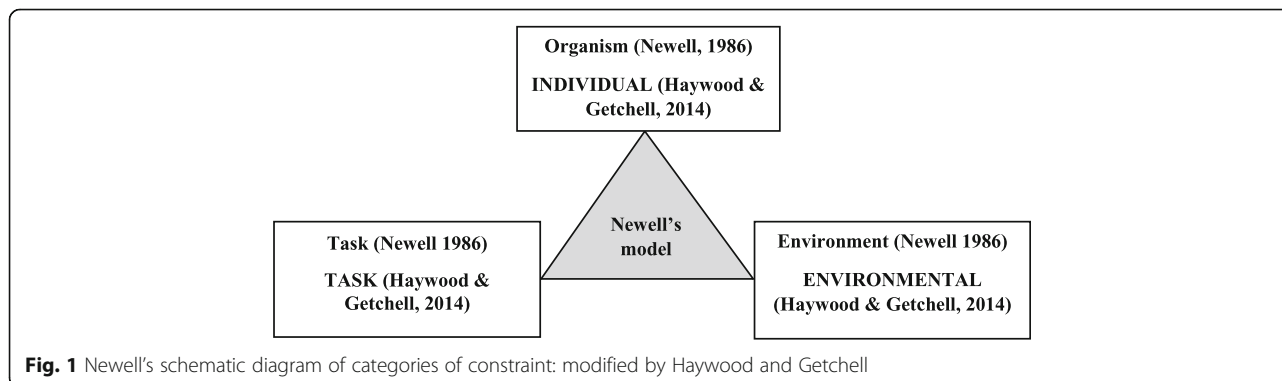 Organism (Newell, 1986)
INDIVIDUAL (Haywood &
Getchell, 2014)
Newell's
model
Task (Newell 1986)
TASK (Haywood &
Getchell, 2014)
Environment (Newell 1986)
ENVIRONMENTAL
(Haywood & Getchell, 2014)
Fig. 1 Newell's schematic diagram of categories of constraint: modified by Haywood and Getchell